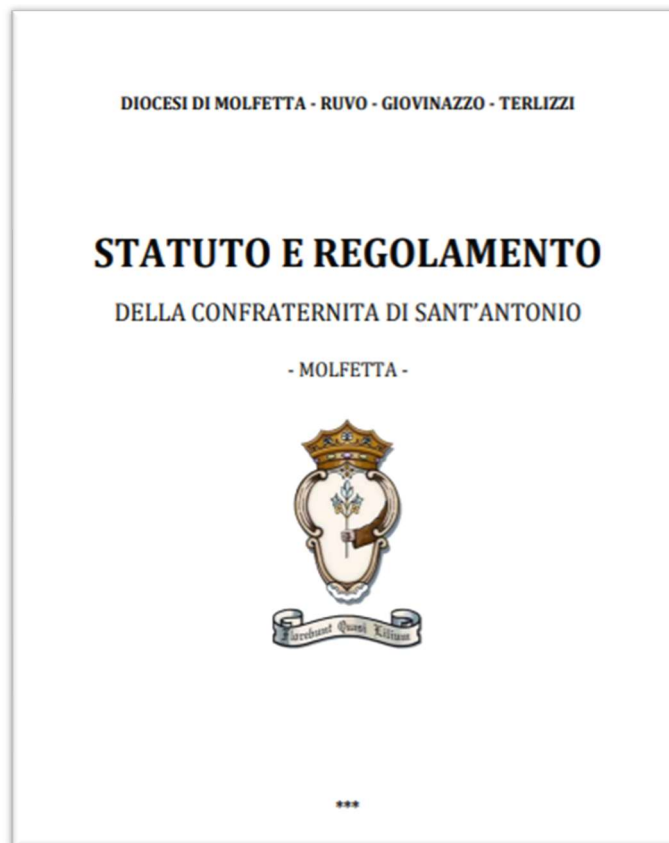 DIOCESI DI MOLFETTA - RUVO - GIOVINAZZO - TERLIZZI
STATUTO E REGOLAMENTO
DELLA CONFRATERNITA DI SANT'ANTONIO
- MOLFETTA -
Florebunt Quasi Lilium
***